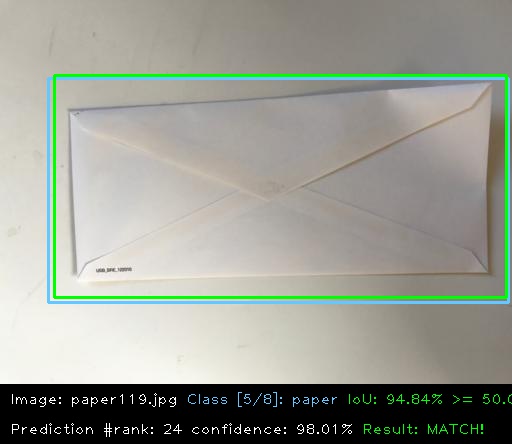 USB_DRE_122010
Image: paper119.jpg Class [5/8]: paper IoU: 94.84% >= 50.0
Prediction #rank: 24 confidence: 98.01% Result: MATCH!